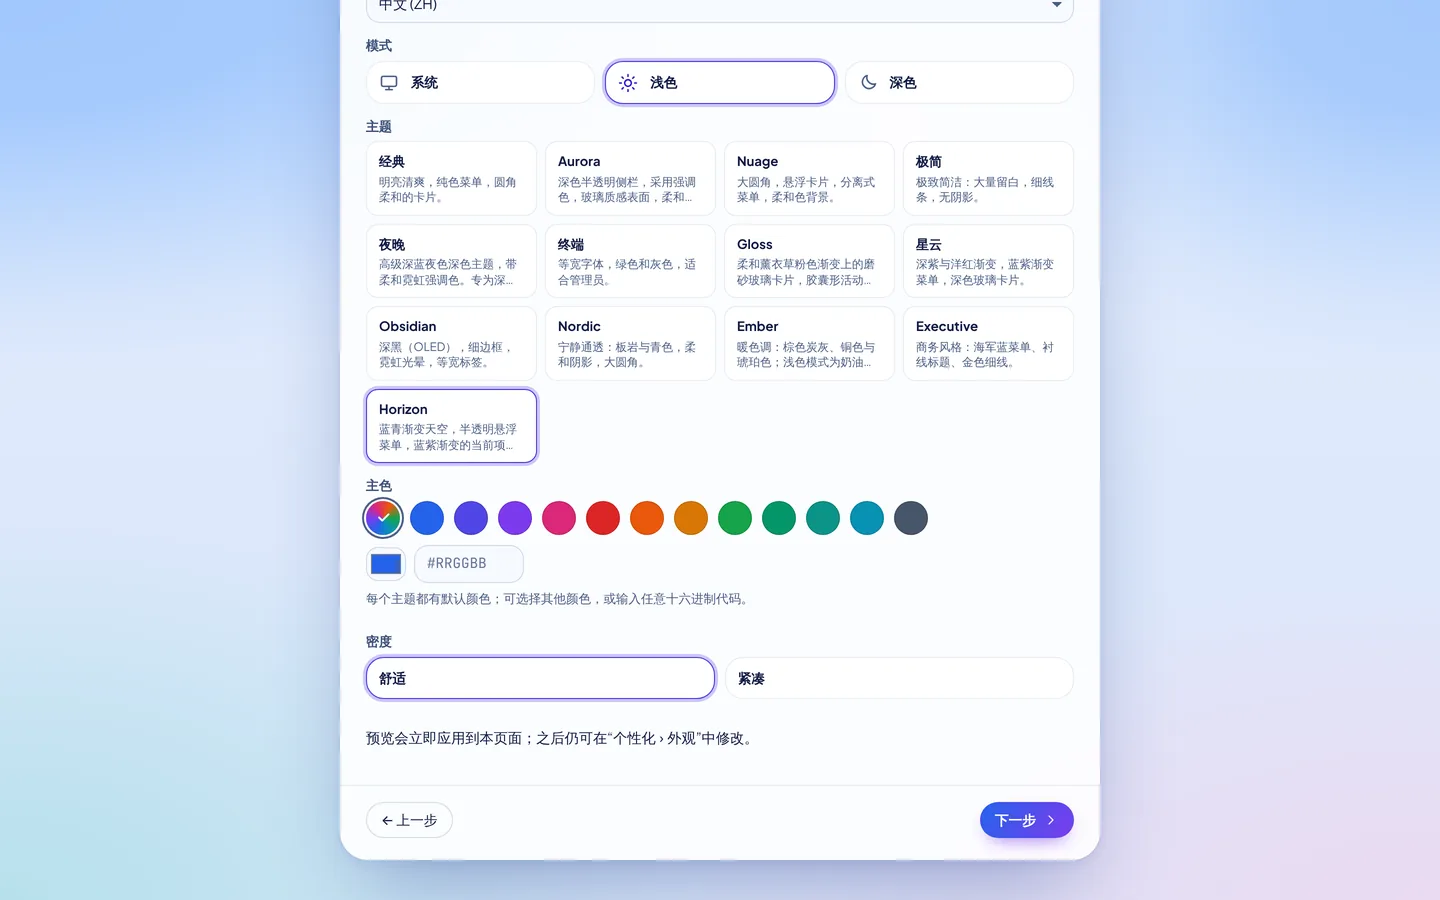 中文 (ZH)
模式
系统
浅色
深色
主题
经典
明亮清爽，纯色菜单，圆角
柔和的卡片。
Aurora
深色半透明侧栏，采用强调
色，玻璃质感表面，柔和...
Nuage
大圆角，悬浮卡片，分离式
菜单，柔和色背景。
极简
极致简洁：大量留白，细线
条，无阴影。
夜晚
高级深蓝夜色深色主题，带
柔和霓虹强调色。专为深...
终端
等宽字体，绿色和灰色，适
合管理员。
Gloss
柔和薰衣草粉色渐变上的磨
砂玻璃卡片，胶囊形活动...
星云
深紫与洋红渐变，蓝紫渐变
菜单，深色玻璃卡片。
Obsidian
深黑（OLED），细边框，
霓虹光晕，等宽标签。
Nordic
宁静通透：板岩与青色，柔
和阴影，大圆角。
Ember
暖色调：棕色炭灰、铜色与
琥珀色；浅色模式为奶油...
Executive
商务风格：海军蓝菜单、衬
线标题、金色细线。
Horizon
蓝青渐变天空，半透明悬浮
菜单，蓝紫渐变的当前项...
主色
#RRGGBB
每个主题都有默认颜色；可选择其他颜色，或输入任意十六进制代码。
密度
舒适
紧凑
预览会立即应用到本页面；之后仍可在“个性化 › 外观”中修改。
← 上一步
下一步 ›